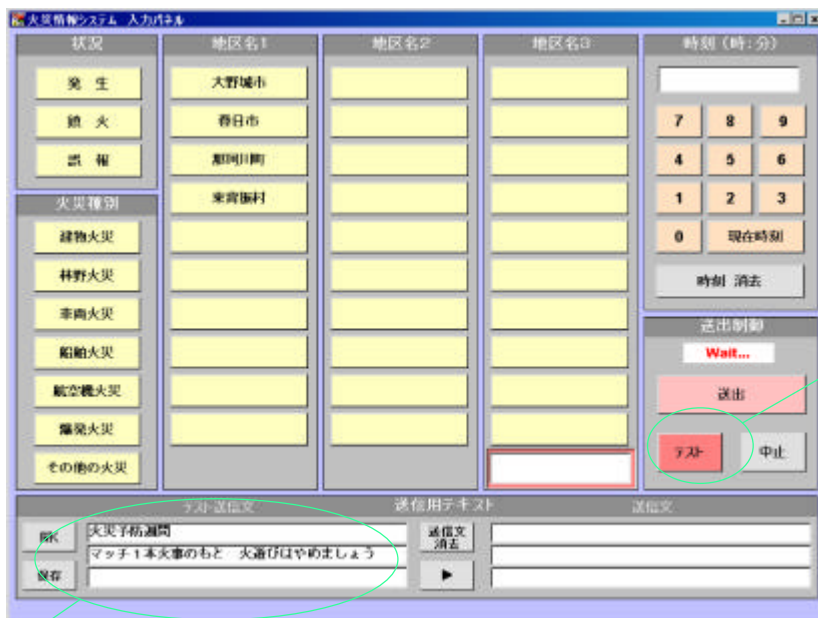 火災情報システム 入力パネル
状況
発 生
鎮 火
誤 報
火災種別
建物火災
林野火災
車両火災
船舶火災
航空機火災
爆発火災
その他の火災
地区名1
大野城市
春日市
那珂川町
東背振村
地区名2
地区名3
時刻(時:分)
7 8 9
4 5 6
1 2 3
0 現在時刻
時刻 消去
送出制御
Wait...
送出
テスト 中止
テスト送信文 送信用テキスト 送信文
開く
保存
火災予防週間
マッチ1本火事のもと 火遊びはやめましょう
送信文
消去